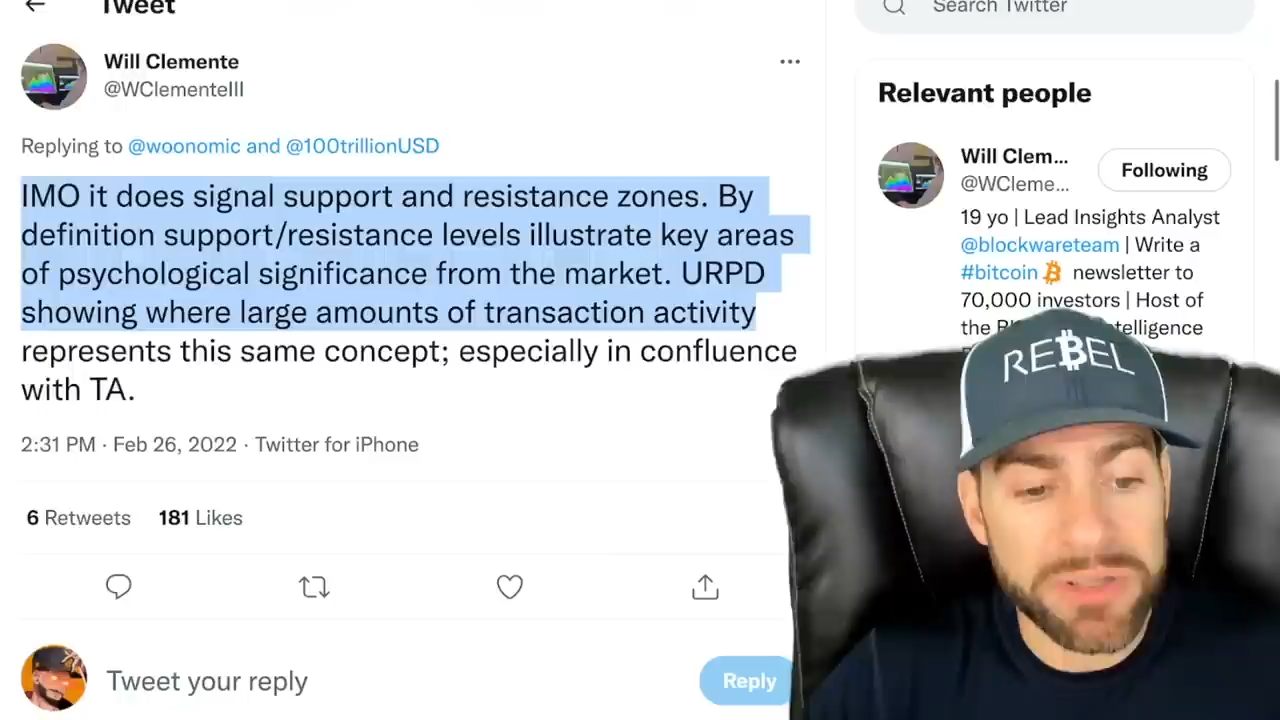 Tweet
Search Twitter
Will Clemente
@WClementeIII
Replying to @woonomic and @100trillionUSD
IMO it does signal support and resistance zones. By
definition support/resistance levels illustrate key areas
of psychological significance from the market. URPD
showing where large amounts of transaction activity
represents this same concept; especially in confluence
with TA.
2:31 PM · Feb 26, 2022 · Twitter for iPhone
6 Retweets 181 Likes
Tweet your reply
Reply
Relevant people
Will Clem...
@WCleme...
Following
19 yo | Lead Insights Analyst
@blockwareteam | Write a
#bitcoin newsletter to
70,000 investors | Host of
the
REBEL